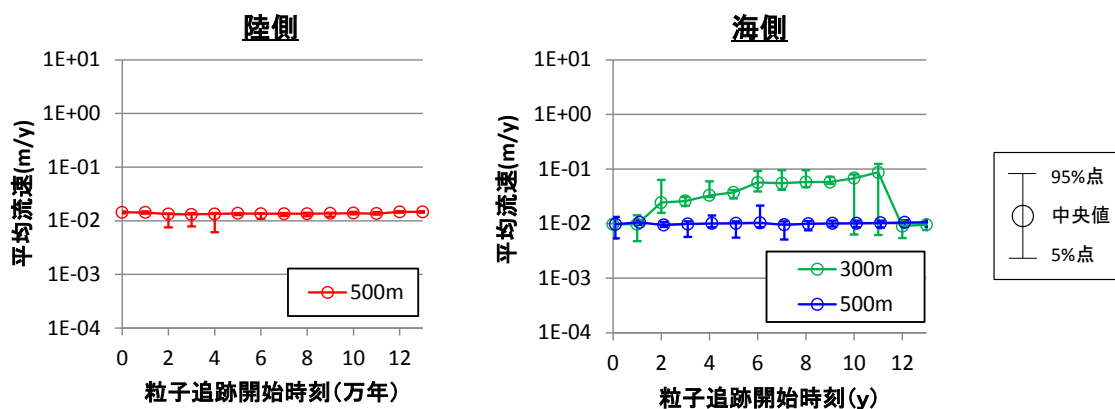 陸側
平均流速(m/y)
1E+01
1E+00
1E-01
1E-02
1E-03
1E-04
500m
0 2 4 6 8 10 12
粒子追跡開始時刻(万年)
海側
平均流速(m/y)
1E+01
1E+00
1E-01
1E-02
1E-03
1E-04
300m
500m
0 2 4 6 8 10 12
粒子追跡開始時刻(y)
95%点
中央値
5%点